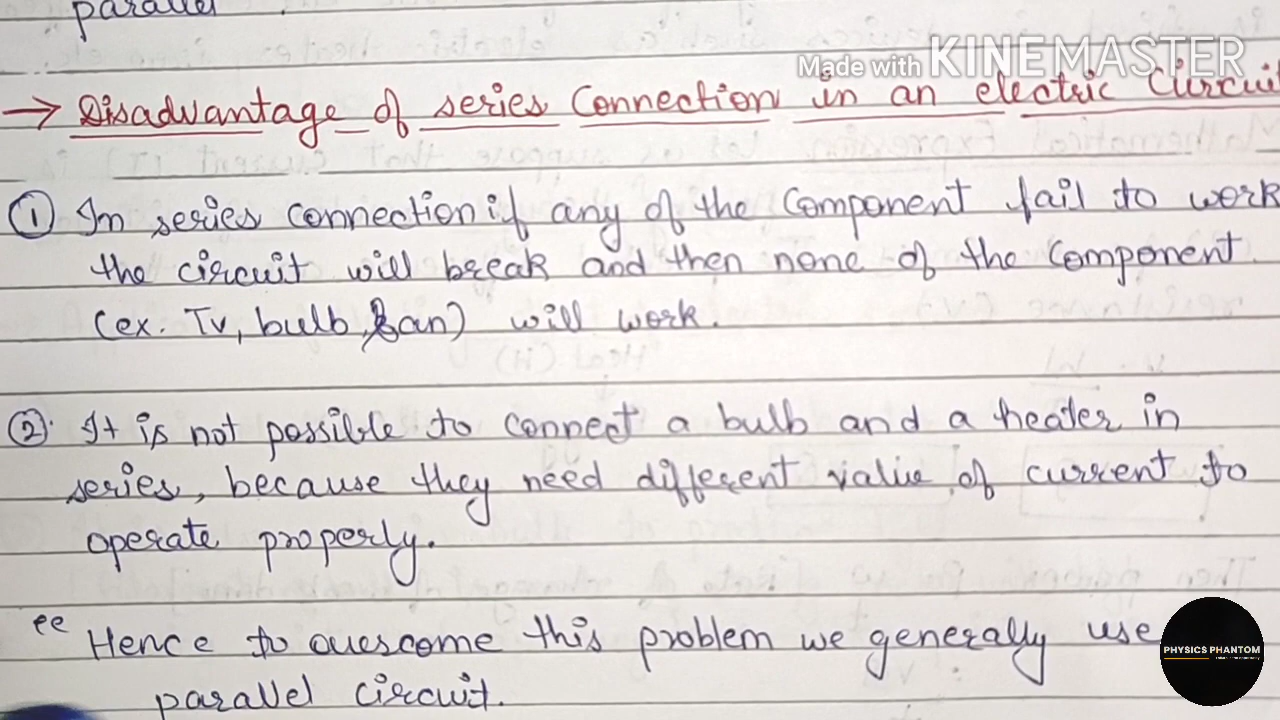 parallel .
Made with KINEMASTER
→ Disadvantage of series Connection in an electric Circuit
① In series connection if any of the Component fail to work
the circuit will break and then none of the Component
(ex. Tv, bulb, fan) will work.
② It is not possible to connect a bulb and a heater in
series, because they need different value of current to
operate properly.
" Hence to overcome this problem we generally use
parallel circuit.
PHYSICS PHANTOM